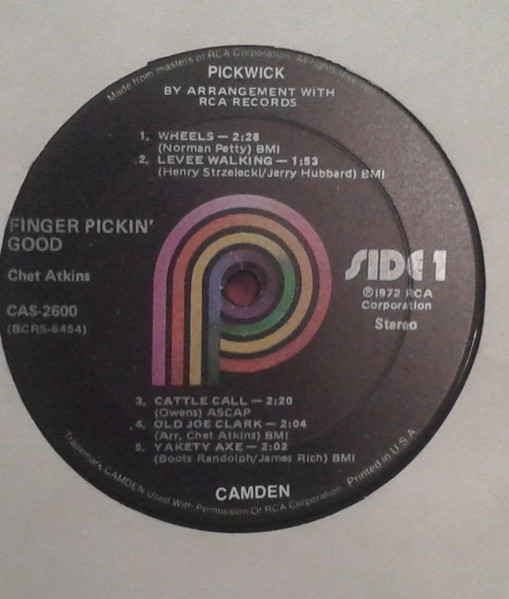 Made from masters of RCA Corporation. All rights reserved
PICKWICK
BY ARRANGEMENT WITH
RCA RECORDS
1. WHEELS — 2:28
(Norman Petty) BMI
2. LEVEE WALKING — 1:53
(Henry Strzelecki/Jerry Hubbard) BMI
FINGER PICKIN'
GOOD
Chet Atkins
CAS-2600
(BCRS-6454)
SIDE 1
℗1972 RCA
Corporation
Stereo
3. CATTLE CALL — 2:20
(Owens) ASCAP
4. OLD JOE CLARK — 2:04
(Arr. Chet Atkins) BMI
5. YAKETY AXE — 2:02
(Boots Randolph/James Rich) BMI
CAMDEN
Trademark CAMDEN Used With Permission Of RCA Corporation. Printed in U.S.A.